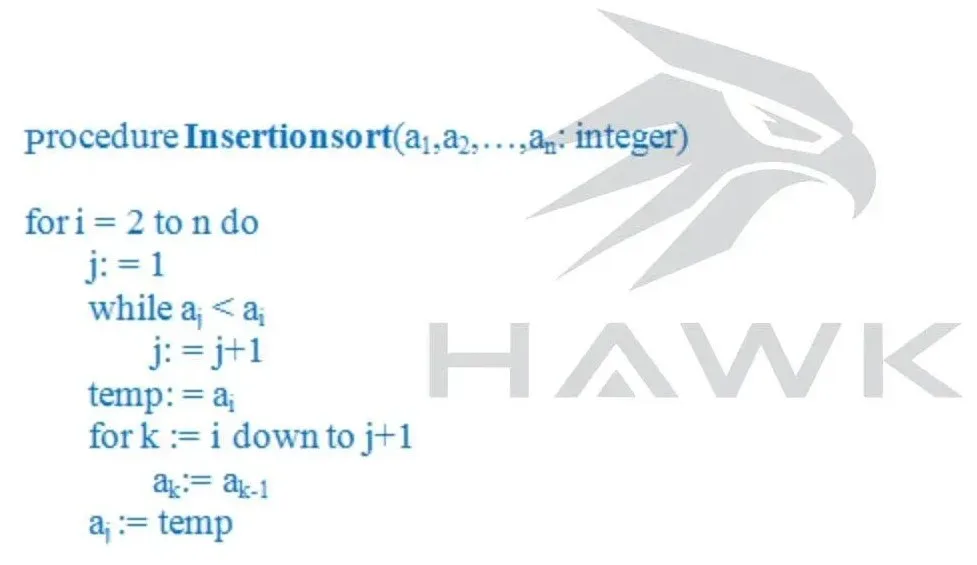 procedure Insertionsort(a₁,a₂,…,aₙ: integer)
for i = 2 to n do
j: = 1
while aⱼ < aᵢ
j: = j+1
temp: = aᵢ
for k := i down to j+1
aₖ:= aₖ₋₁
aⱼ := temp
HAWK